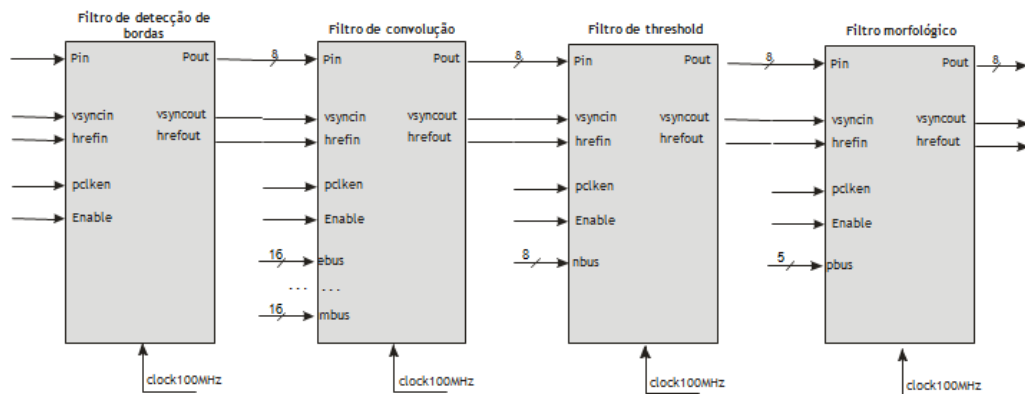 Filtro de detecção de
bordas
Pin
Pout
vsyncin
vsyncout
hrefin
hrefout
pclken
Enable
clock100MHz
8
Filtro de convolução
Pin
Pout
vsyncin
vsyncout
hrefin
hrefout
pclken
Enable
16
ebus
... ...
16
mbus
clock100MHz
8
Filtro de threshold
Pin
Pout
vsyncin
vsyncout
hrefin
hrefout
pclken
Enable
8
nbus
clock100MHz
8
Filtro morfológico
Pin
Pout
8
vsyncin
vsyncout
hrefin
hrefout
pclken
Enable
5
pbus
clock100MHz